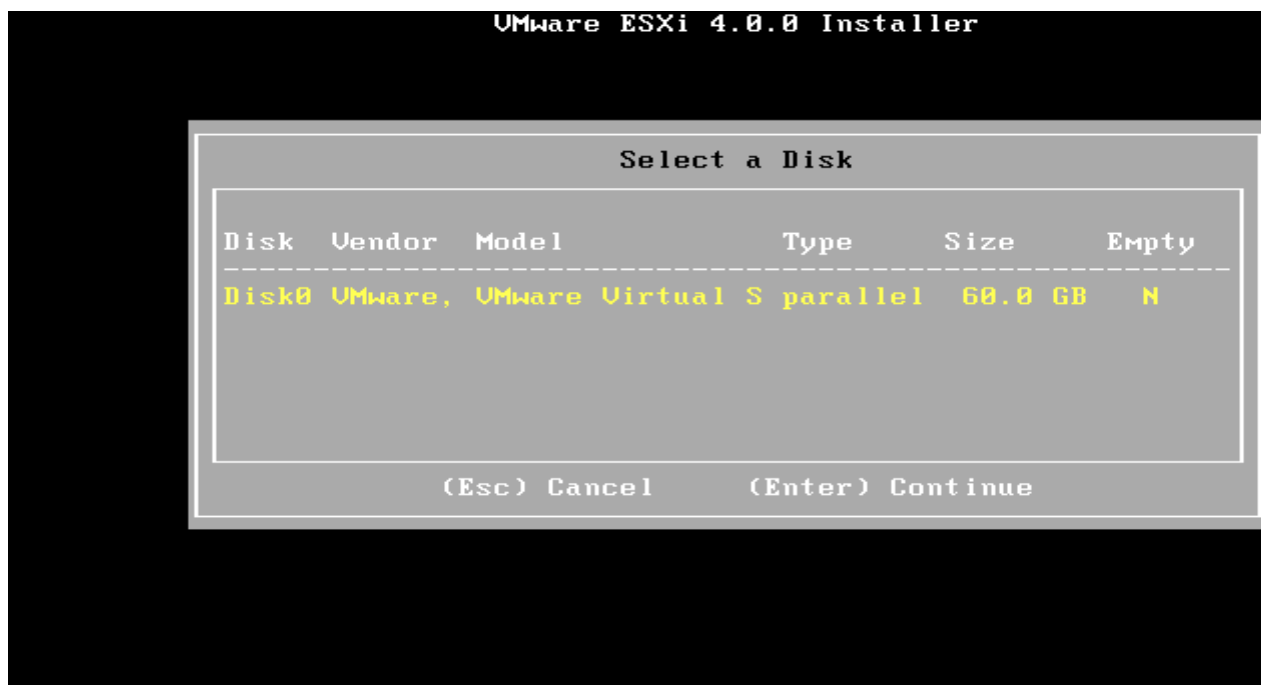 VMware ESXi 4.0.0 Installer
Select a Disk
Disk Vendor Model Type Size Empty
Disk0 VMware, VMware Virtual S parallel 60.0 GB N
(Esc) Cancel (Enter) Continue